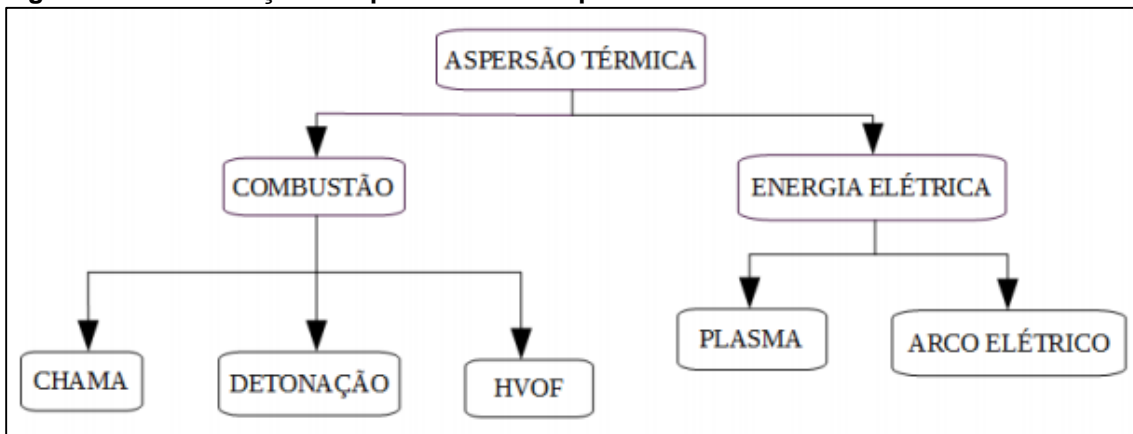 ASPERSÃO TÉRMICA
COMBUSTÃO
ENERGIA ELÉTRICA
CHAMA
DETONAÇÃO
HVOF
PLASMA
ARCO ELÉTRICO